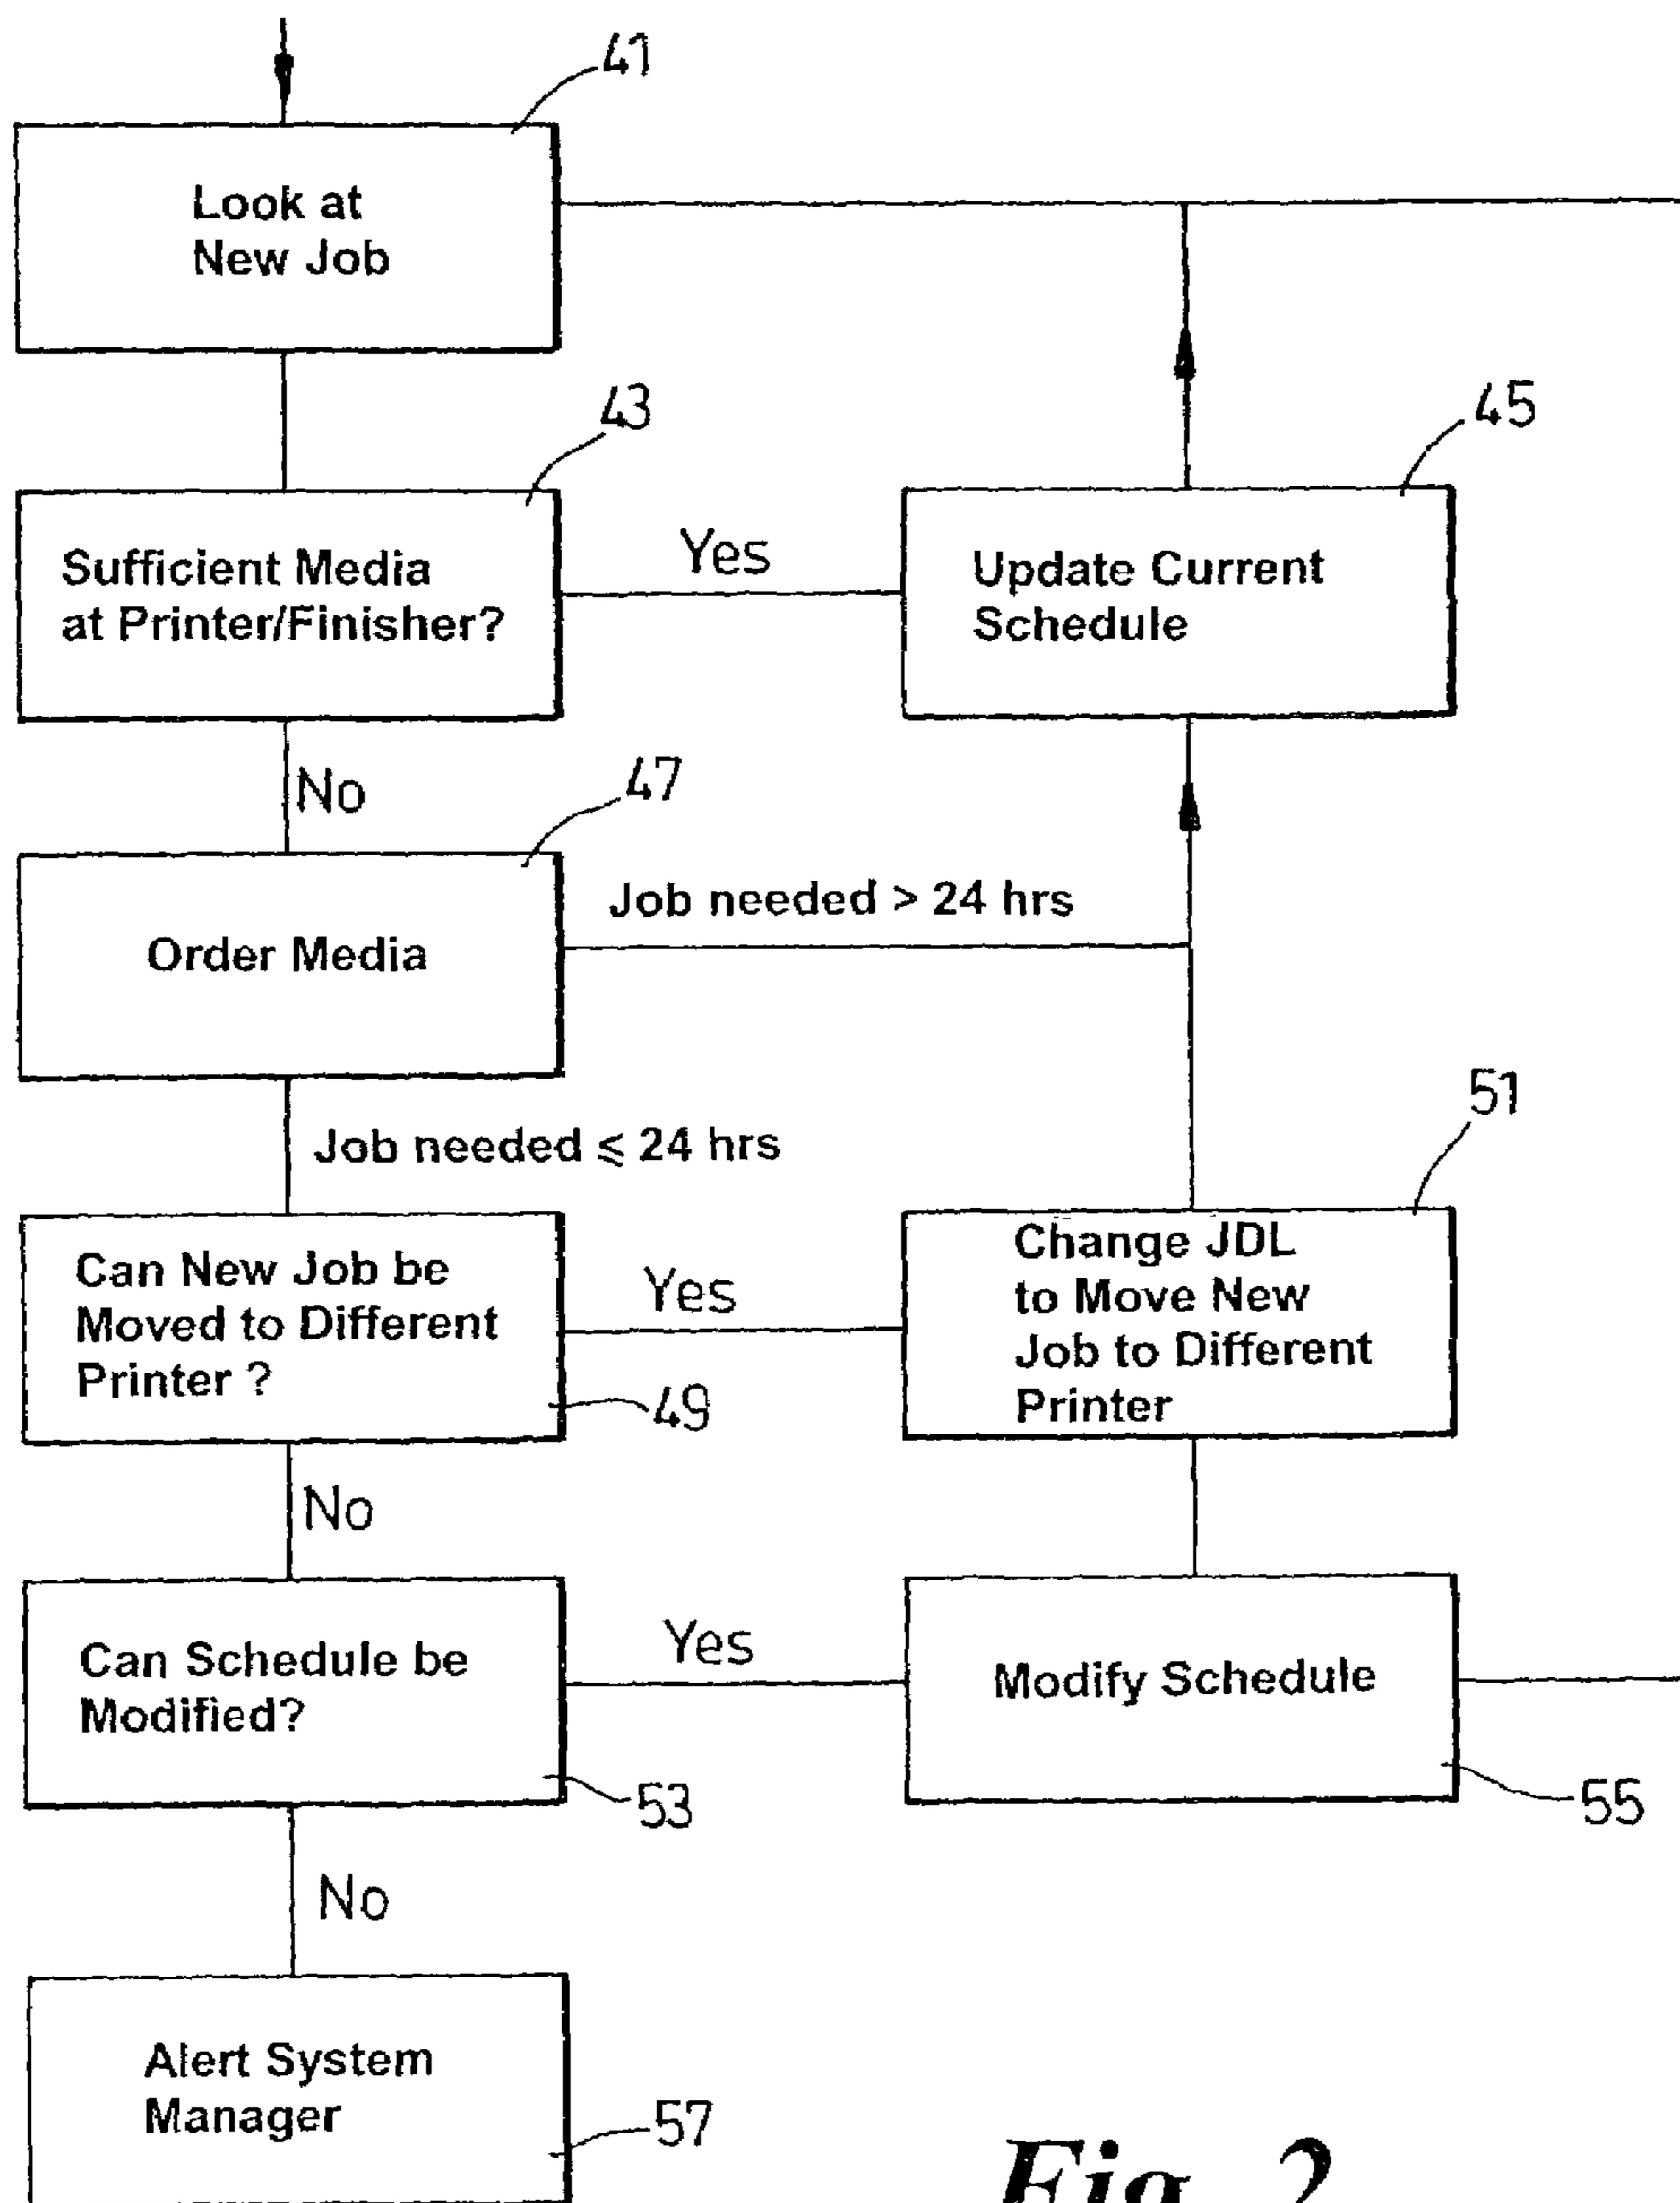 41
Look at
New Job
43
Sufficient Media
at Printer/Finisher?
Yes
45
Update Current
Schedule
No
47
Order Media
Job needed > 24 hrs
Job needed ⩽ 24 hrs
Can New Job be
Moved to Different
Printer ?
49
Yes
51
Change JDL
to Move New
Job to Different
Printer
No
Can Schedule be
Modified?
53
Yes
Modify Schedule
55
No
Alert System
Manager
57
Fig. 2